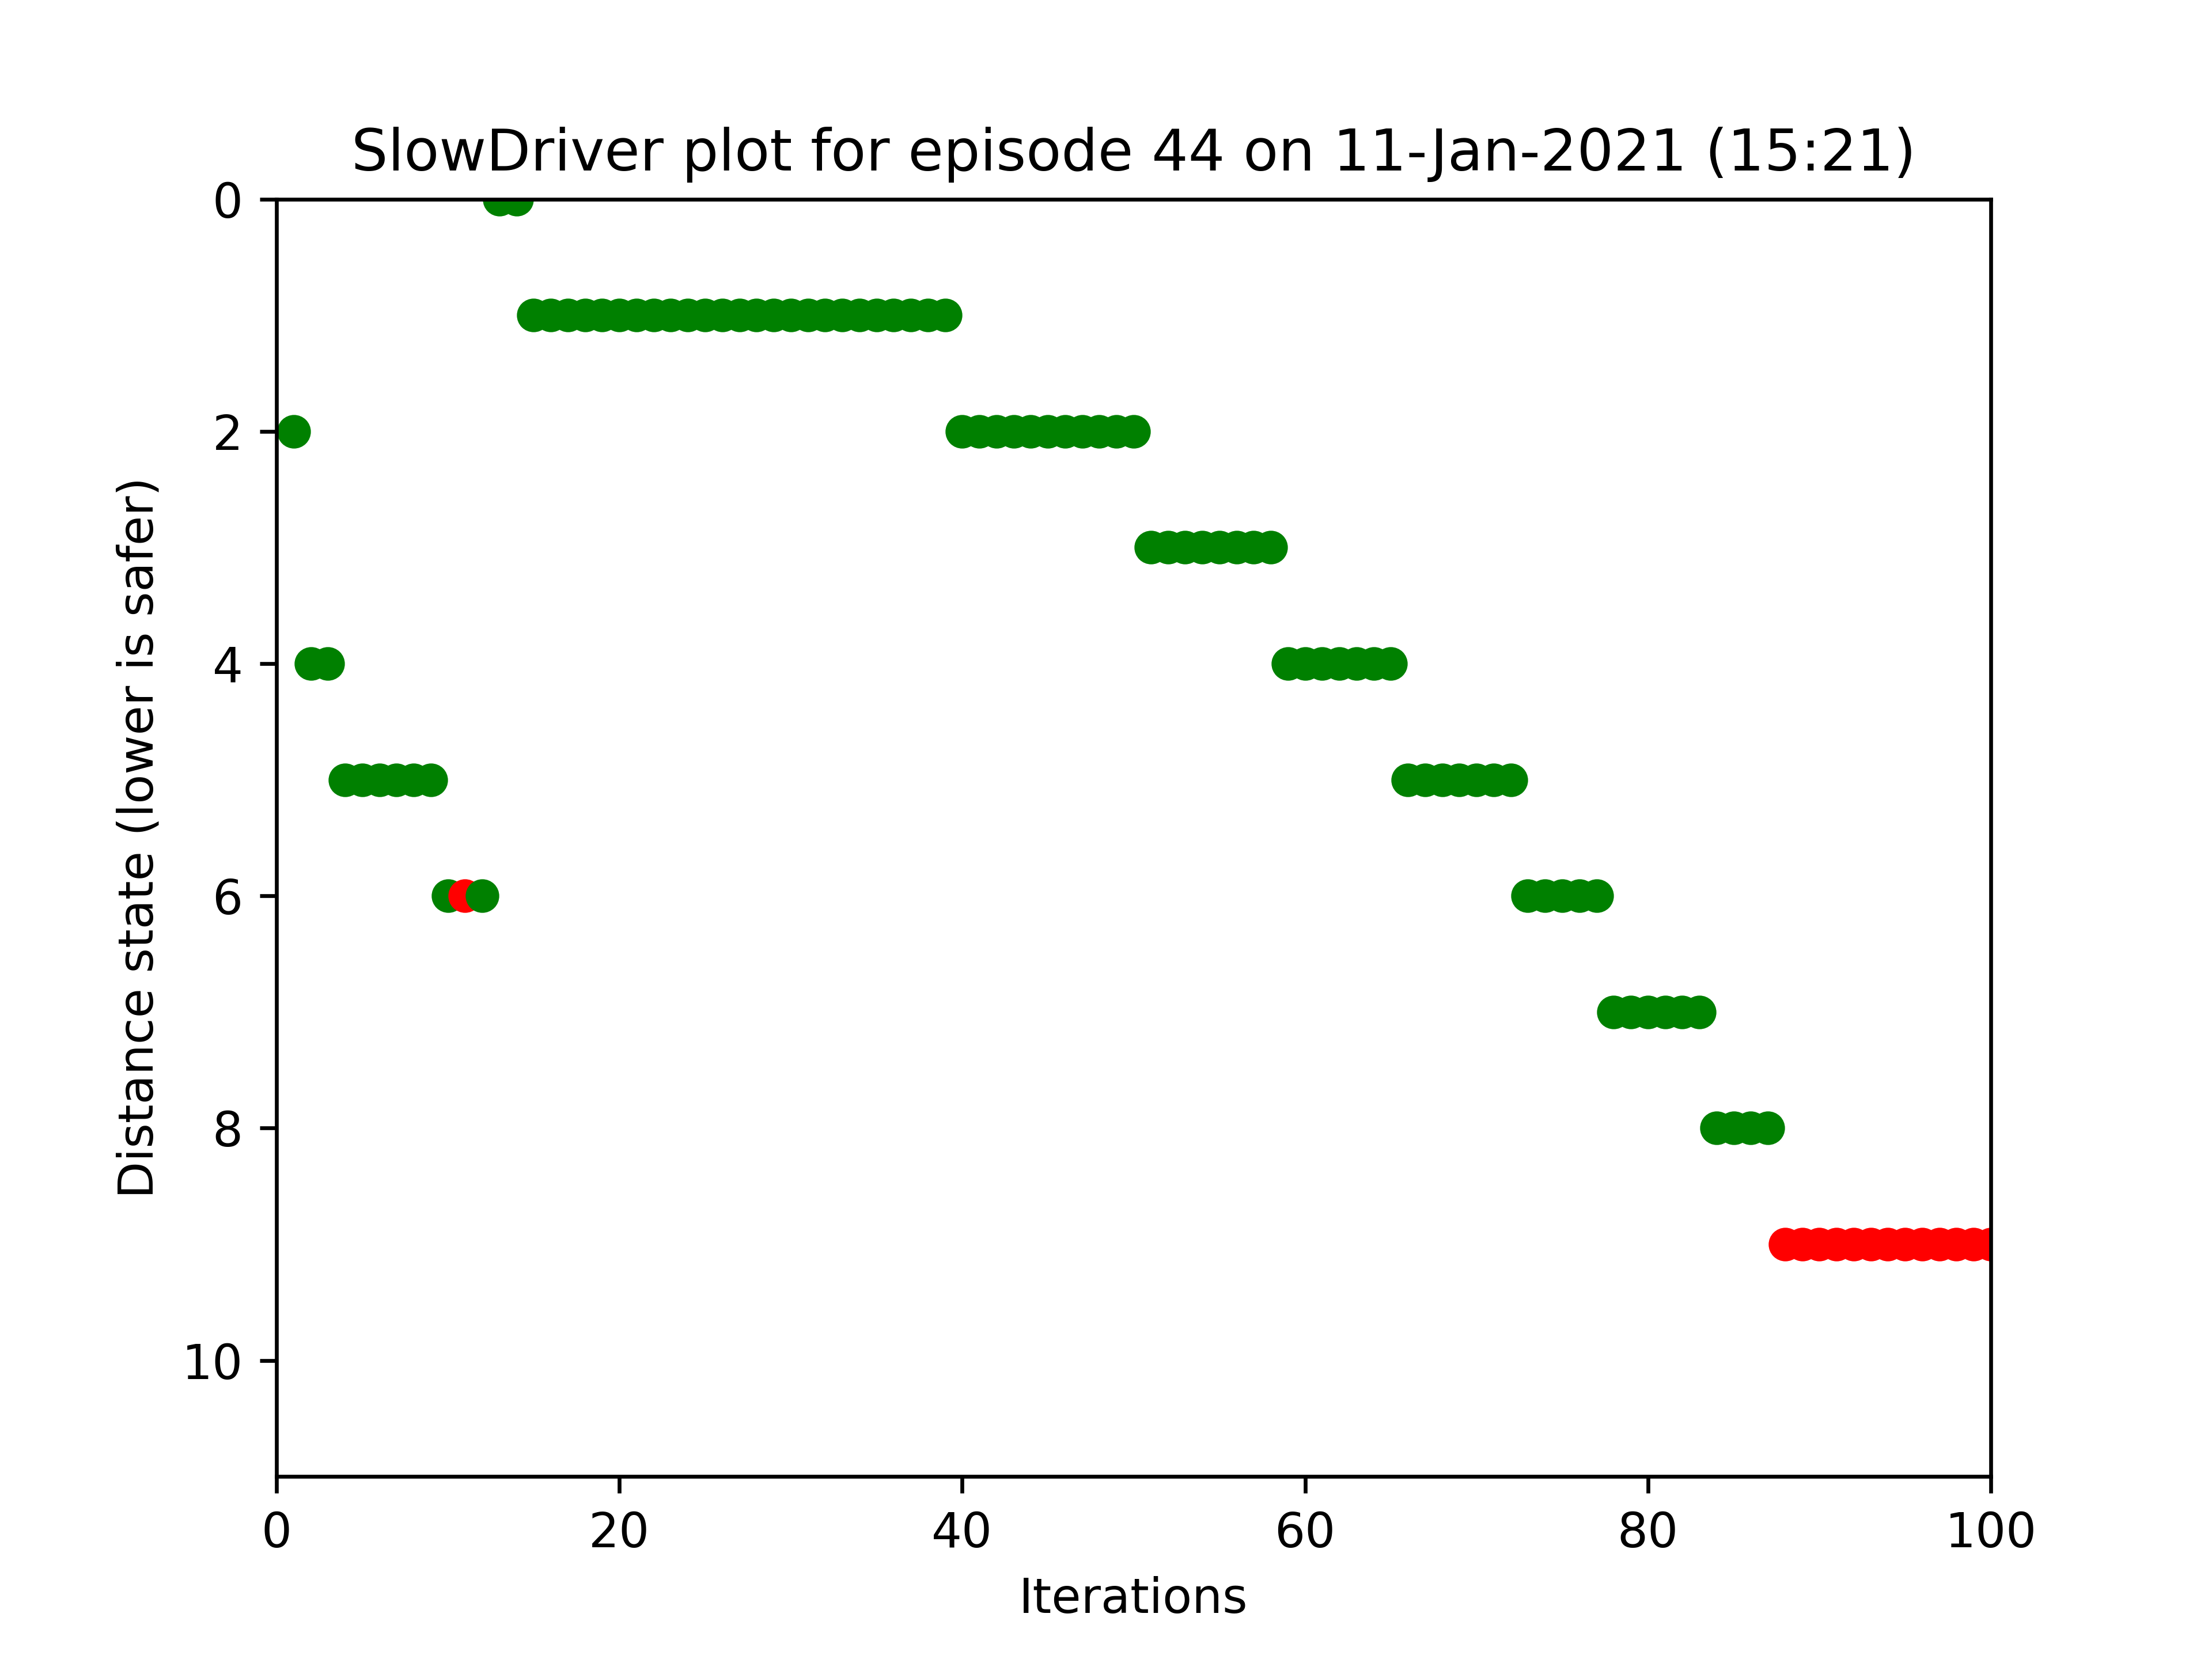 SlowDriver plot for episode 44 on 11-Jan-2021 (15:21)
Distance state (lower is safer)
0
2
4
6
8
10
0 20 40 60 80 100
Iterations